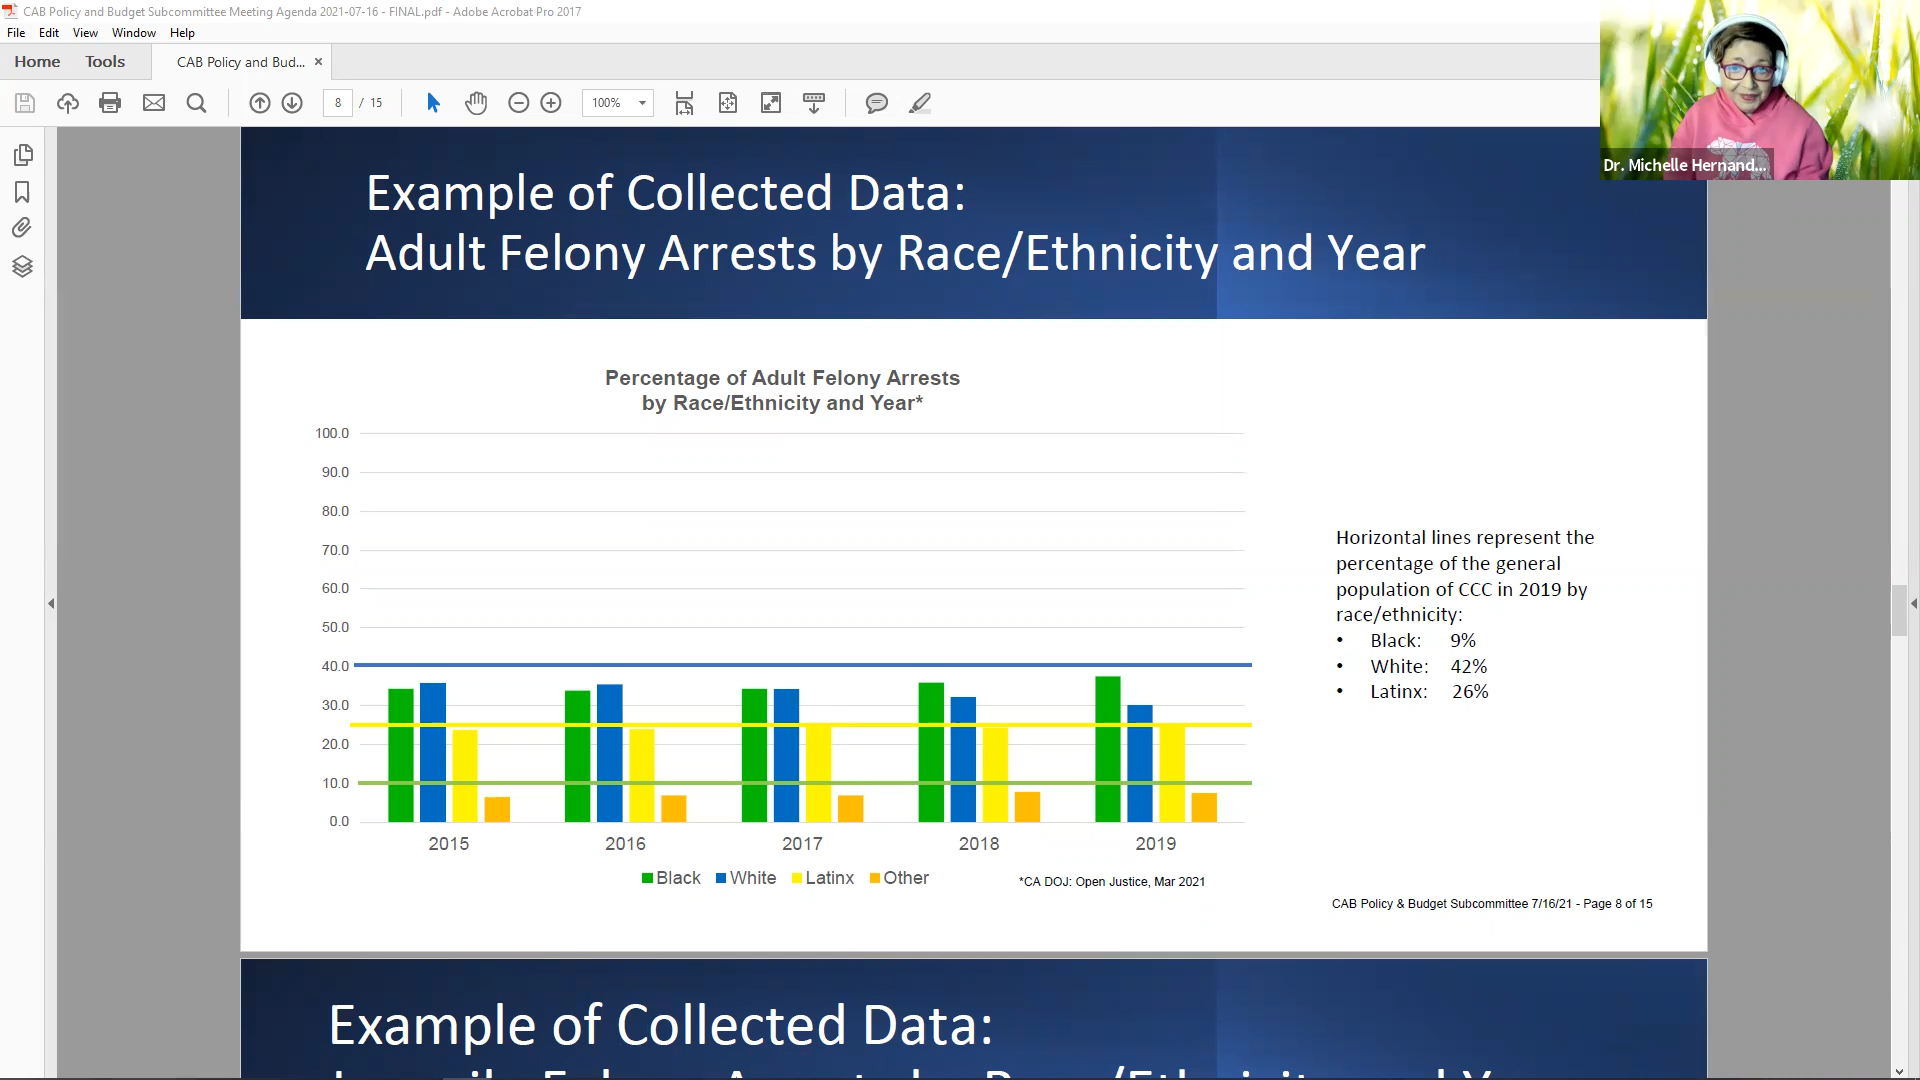 CAB Policy and Budget Subcommittee Meeting Agenda 2021-07-16 - FINAL.pdf - Adobe Acrobat Pro 2017
File Edit View Window Help
Home Tools CAB Policy and Bud... ×
8 / 15 100%
Dr. Michelle Hernand...
Example of Collected Data:
Adult Felony Arrests by Race/Ethnicity and Year
Percentage of Adult Felony Arrests
by Race/Ethnicity and Year*
100.0
90.0
80.0
70.0
60.0
50.0
40.0
30.0
20.0
10.0
0.0
2015 2016 2017 2018 2019
Black White Latinx Other
*CA DOJ: Open Justice, Mar 2021
Horizontal lines represent the
percentage of the general
population of CCC in 2019 by
race/ethnicity:
• Black: 9%
• White: 42%
• Latinx: 26%
CAB Policy & Budget Subcommittee 7/16/21 - Page 8 of 15
Example of Collected Data: